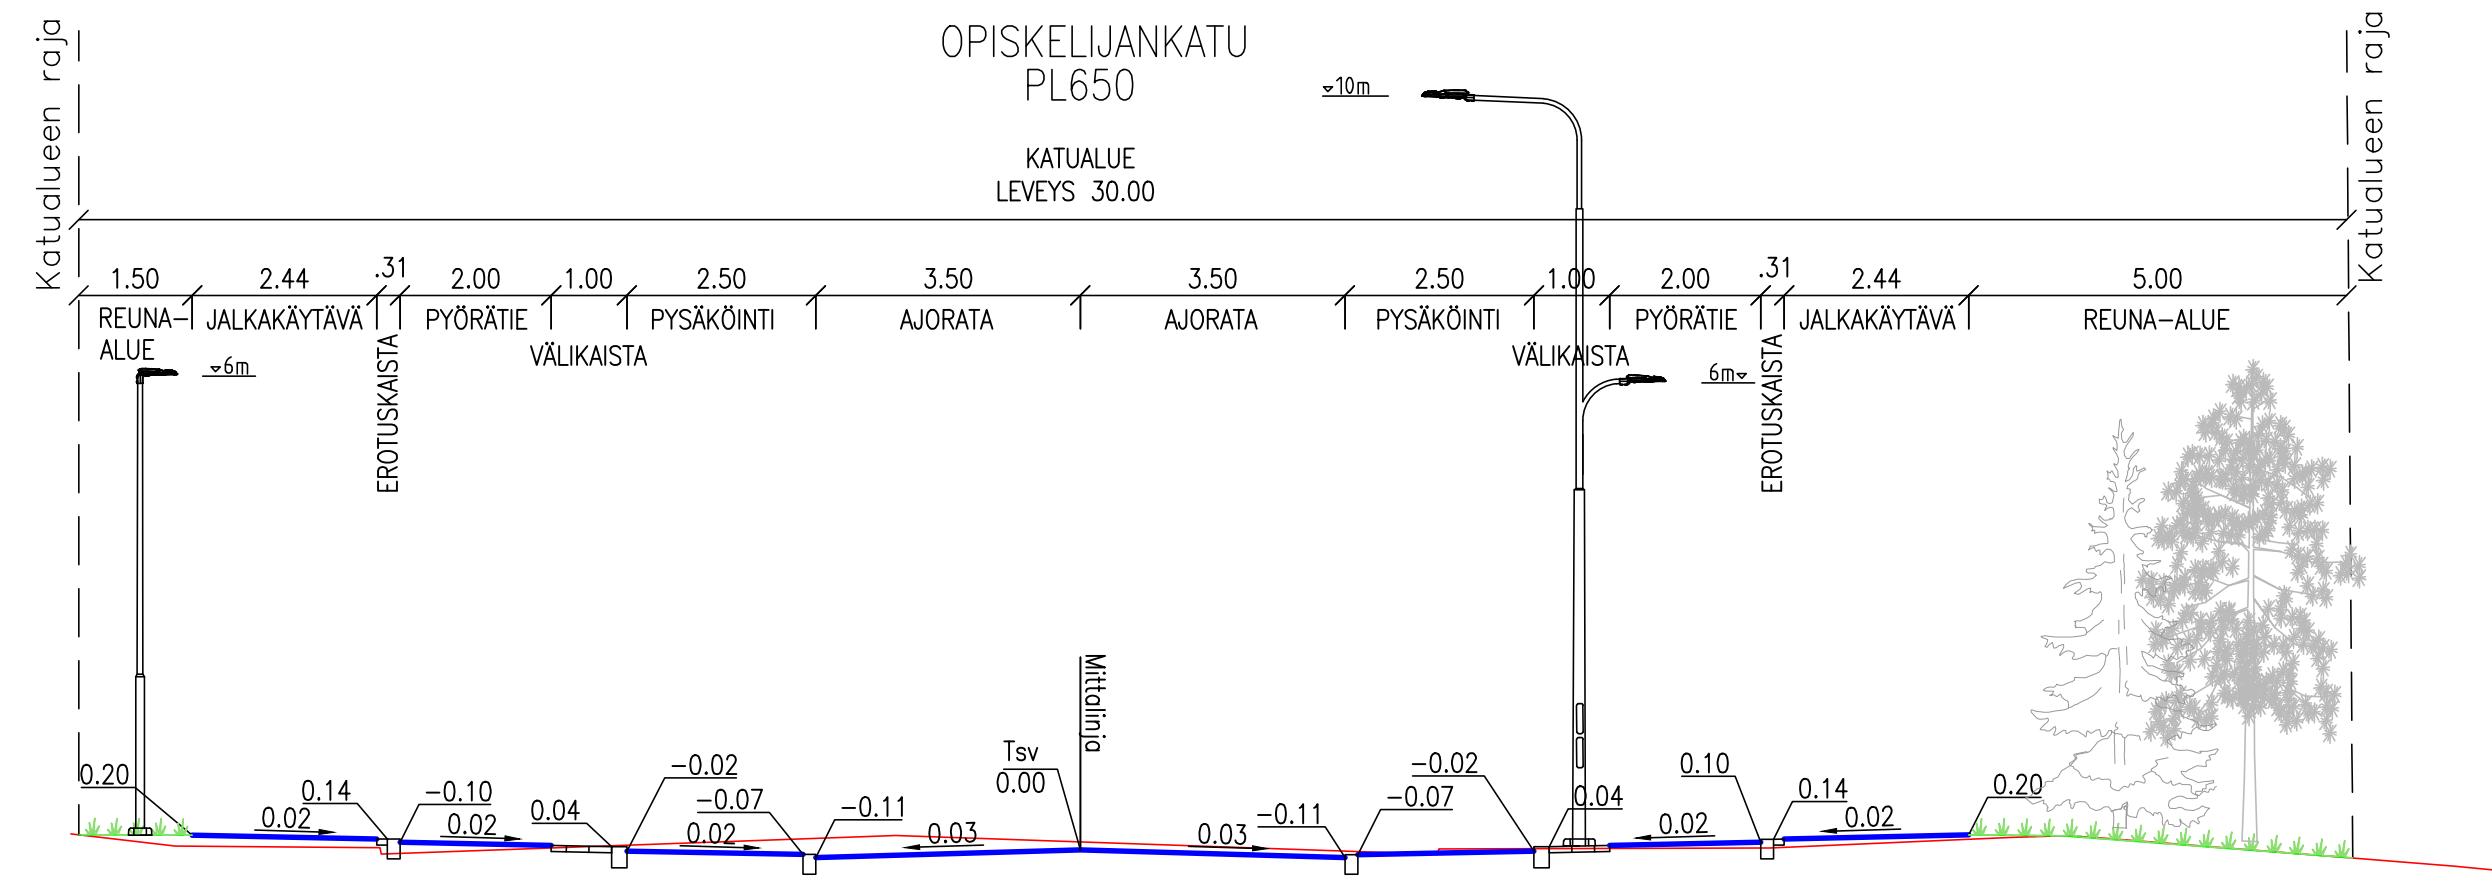 OPISKELIJANKATU
PL650
Katualueen raja
Katualueen raja
10m
KATUALUE
LEVEYS 30.00
1.50
2.44
.31
2.00
1.00
2.50
3.50
3.50
2.50
1.00
2.00
.31
2.44
5.00
REUNA-
ALUE
JALKAKÄYTÄVÄ
EROTUSKAISTA
PYÖRÄTIE
VÄLIKAISTA
PYSÄKÖINTI
AJORATA
AJORATA
PYSÄKÖINTI
VÄLIKAISTA
PYÖRÄTIE
EROTUSKAISTA
JALKAKÄYTÄVÄ
REUNA-ALUE
6m
6m
Mittalinja
Tsv
0.00
0.20
0.02
0.14
-0.10
0.02
0.04
-0.02
-0.07
0.02
-0.11
0.03
0.03
-0.11
-0.07
-0.02
0.04
0.02
0.10
0.14
0.02
0.20